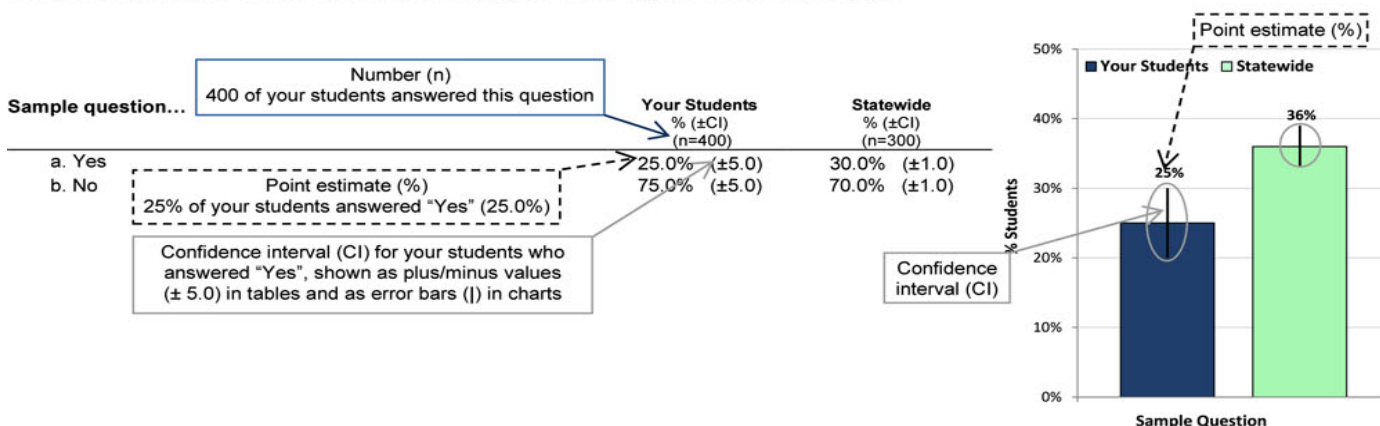 Number (n)
400 of your students answered this question
Sample question...
Your Students
% (±CI)
(n=400)
Statewide
% (±CI)
(n=300)
a. Yes 25.0% (±5.0) 30.0% (±1.0)
b. No 75.0% (±5.0) 70.0% (±1.0)
Point estimate (%)
25% of your students answered “Yes” (25.0%)
Confidence interval (CI) for your students who
answered “Yes”, shown as plus/minus values
(± 5.0) in tables and as error bars (|) in charts
Point estimate (%)
Your Students Statewide
50%
40%
30%
20%
10%
0%
% Students
25%
36%
Confidence
interval (CI)
Sample Question